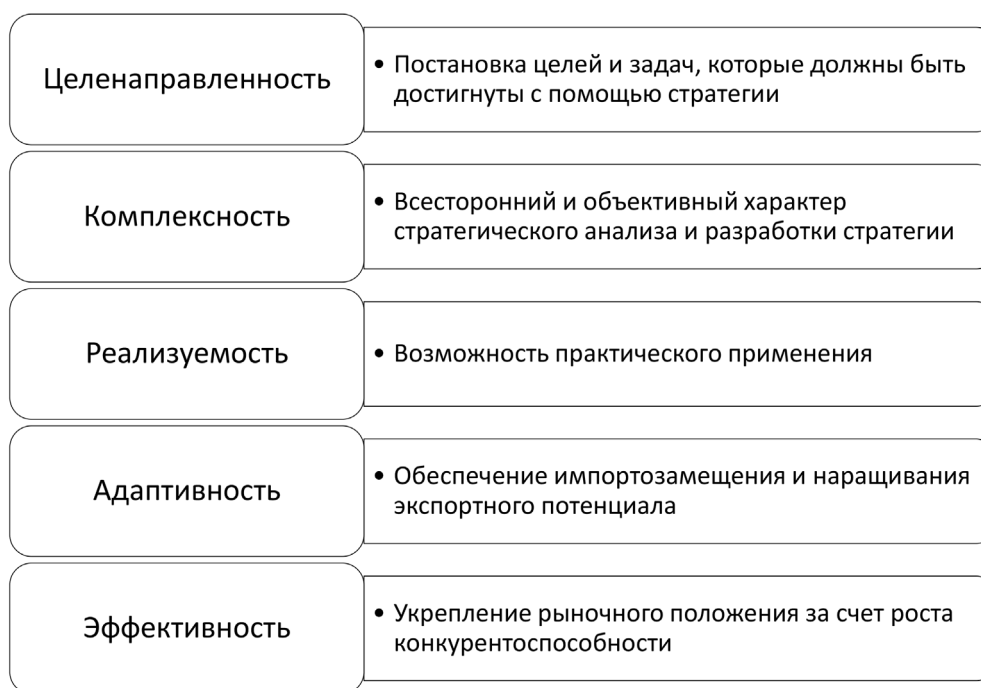 Целенаправленность
• Постановка целей и задач, которые должны быть
достигнуты с помощью стратегии
Комплексность
• Всесторонний и объективный характер
стратегического анализа и разработки стратегии
Реализуемость
• Возможность практического применения
Адаптивность
• Обеспечение импортозамещения и наращивания
экспортного потенциала
Эффективность
• Укрепление рыночного положения за счет роста
конкурентоспособности